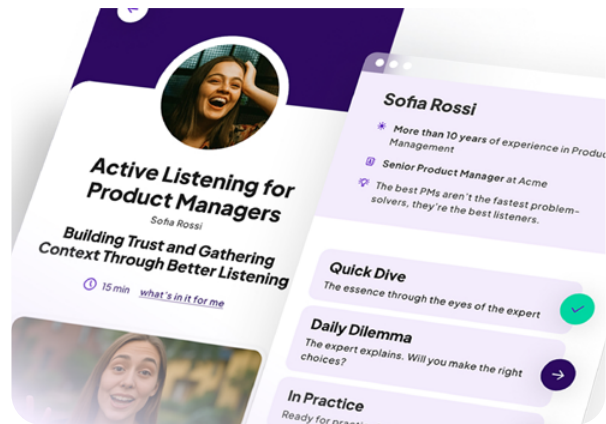 Active Listening for
Product Managers
Sofia Rossi
Building Trust and Gathering
Context Through Better Listening
15 min what's in it for me
Sofia Rossi
More than 10 years of experience in Product
Management
Senior Product Manager at Acme
The best PMs aren't the fastest problem-
solvers, they're the best listeners.
Quick Dive
The essence through the eyes of the expert
Daily Dilemma
The expert explains. Will you make the right
choices?
In Practice
Ready for